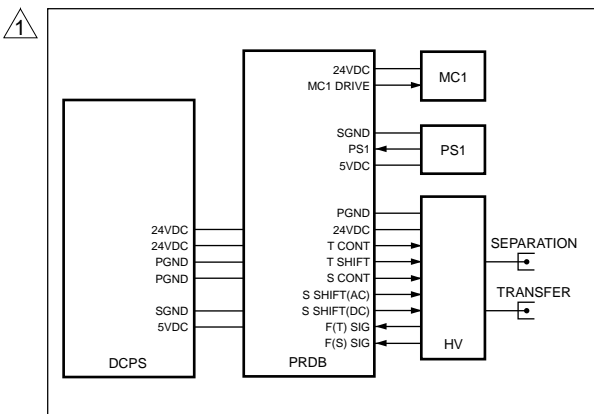 1
24VDC
MC1 DRIVE
MC1
SGND
PS1
5VDC
PS1
24VDC
24VDC
PGND
PGND
SGND
5VDC
DCPS
PGND
24VDC
T CONT
T SHIFT
S CONT
S SHIFT(AC)
S SHIFT(DC)
F(T) SIG
F(S) SIG
PRDB
HV
SEPARATION
TRANSFER